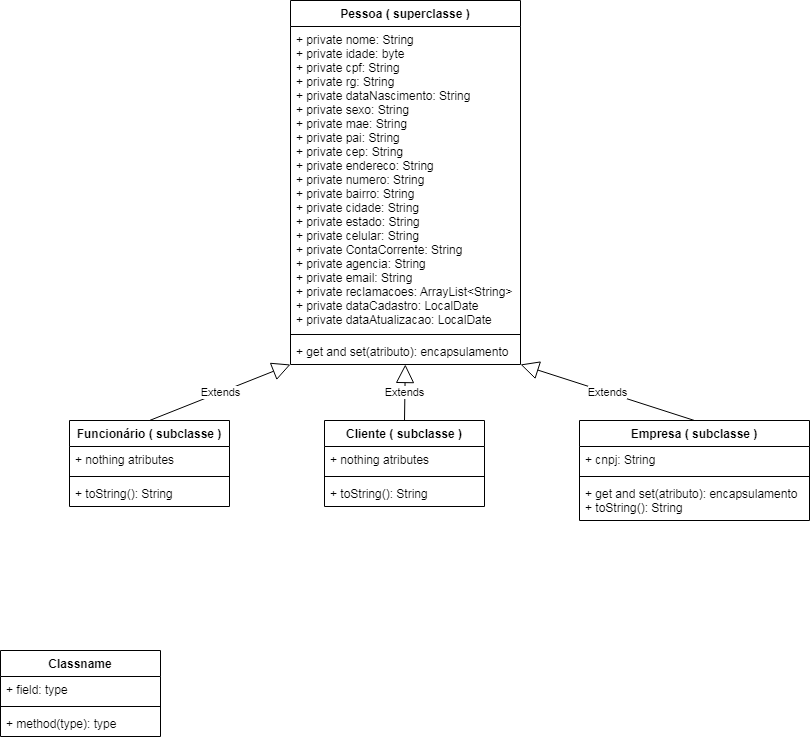 Pessoa ( superclasse )
+ private nome: String
+ private idade: byte
+ private cpf: String
+ private rg: String
+ private dataNascimento: String
+ private sexo: String
+ private mae: String
+ private pai: String
+ private cep: String
+ private endereco: String
+ private numero: String
+ private bairro: String
+ private cidade: String
+ private estado: String
+ private celular: String
+ private ContaCorrente: String
+ private agencia: String
+ private email: String
+ private reclamacoes: ArrayList<String>
+ private dataCadastro: LocalDate
+ private dataAtualizacao: LocalDate
+ get and set(atributo): encapsulamento
Extends
Extends
Extends
Funcionário ( subclasse )
+ nothing atributes
+ toString(): String
Cliente ( subclasse )
+ nothing atributes
+ toString(): String
Empresa ( subclasse )
+ cnpj: String
+ get and set(atributo): encapsulamento
+ toString(): String
Classname
+ field: type
+ method(type): type